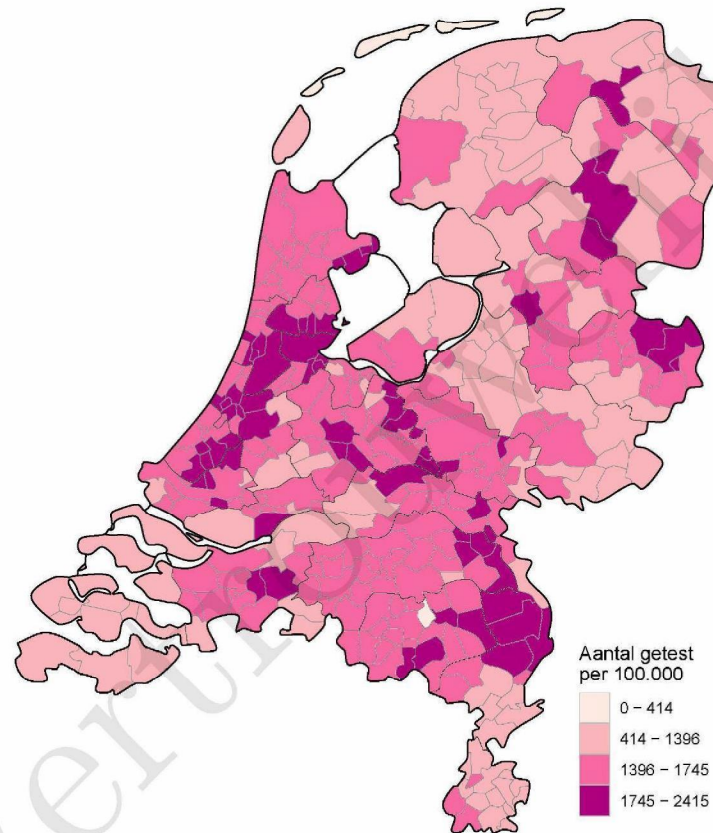 Aantal getest
per 100.000
0 – 414
414 – 1396
1396 – 1745
1745 – 2415